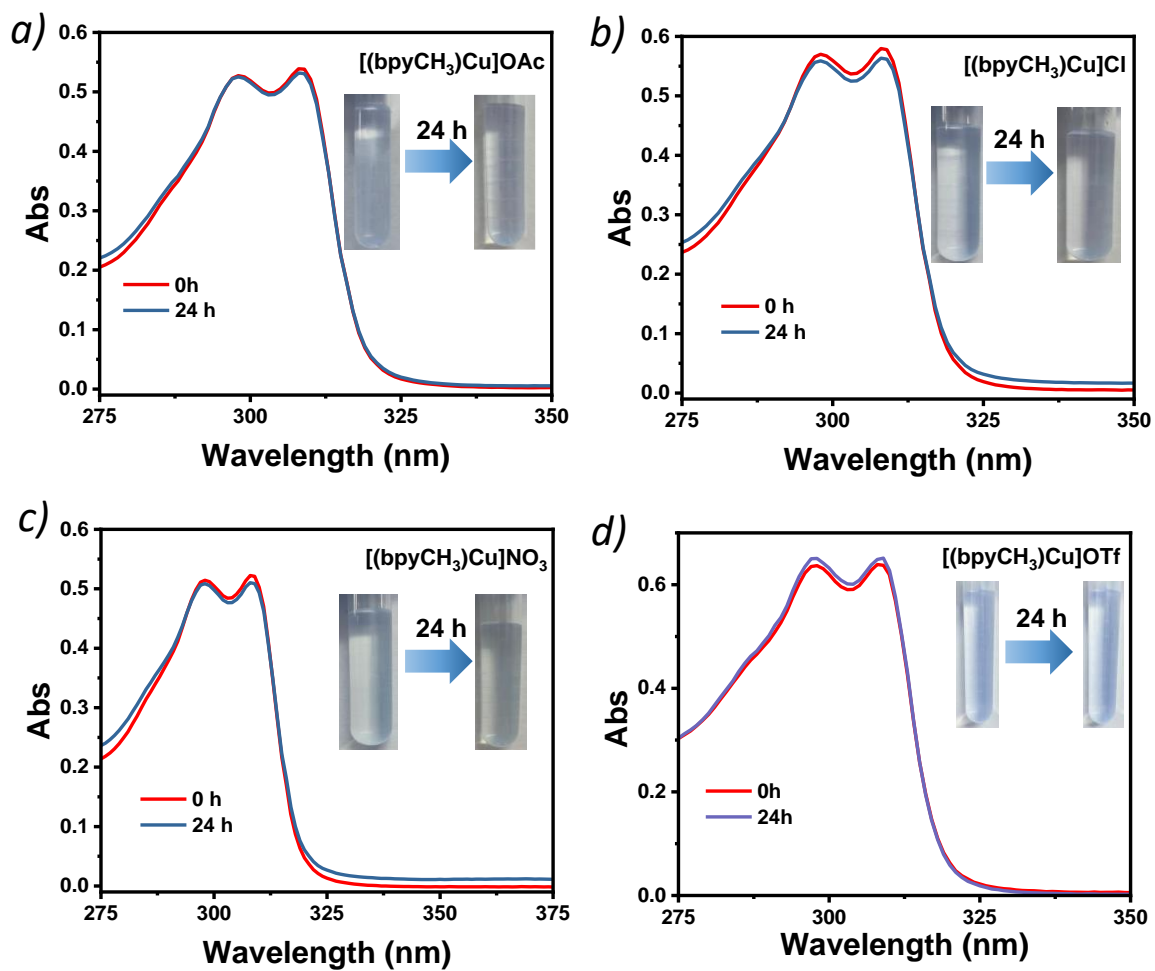 a)
[(bpyCH₃)Cu]OAc
24 h
0.6
0.5
0.4
0.3
0.2
0.1
0.0
Abs
0h
24 h
275
300
325
350
Wavelength (nm)
b)
[(bpyCH₃)Cu]Cl
24 h
0.6
0.5
0.4
0.3
0.2
0.1
0.0
Abs
0 h
24 h
275
300
325
350
Wavelength (nm)
c)
[(bpyCH₃)Cu]NO₃
24 h
0.6
0.5
0.4
0.3
0.2
0.1
0.0
Abs
0 h
24 h
275
300
325
350
375
Wavelength (nm)
d)
[(bpyCH₃)Cu]OTf
24 h
0.6
0.4
0.2
0.0
Abs
0h
24h
275
300
325
350
Wavelength (nm)